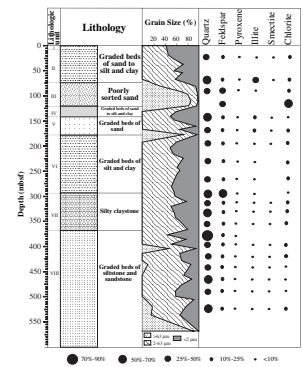 Lithologic unit
Lithology
Grain Size (%)
20 40 60 80
Quartz
Feldspar
Pyroxene
Illite
Smectite
Chlorite
Depth (mbsf)
0
50
100
150
200
250
300
350
400
450
500
550
I
II
III
IV
V
VI
VII
VIII
Graded beds
of sand to
silt and clay
Poorly
sorted sand
Graded beds of sand
to silt and clay
Graded beds of
sand
Graded beds of
silt and clay
Silty claystone
Graded beds of
siltstone and
sandstone
>63 µm
2-63 µm
<2 µm
70%-90%
50%-70%
25%-50%
10%-25%
<10%